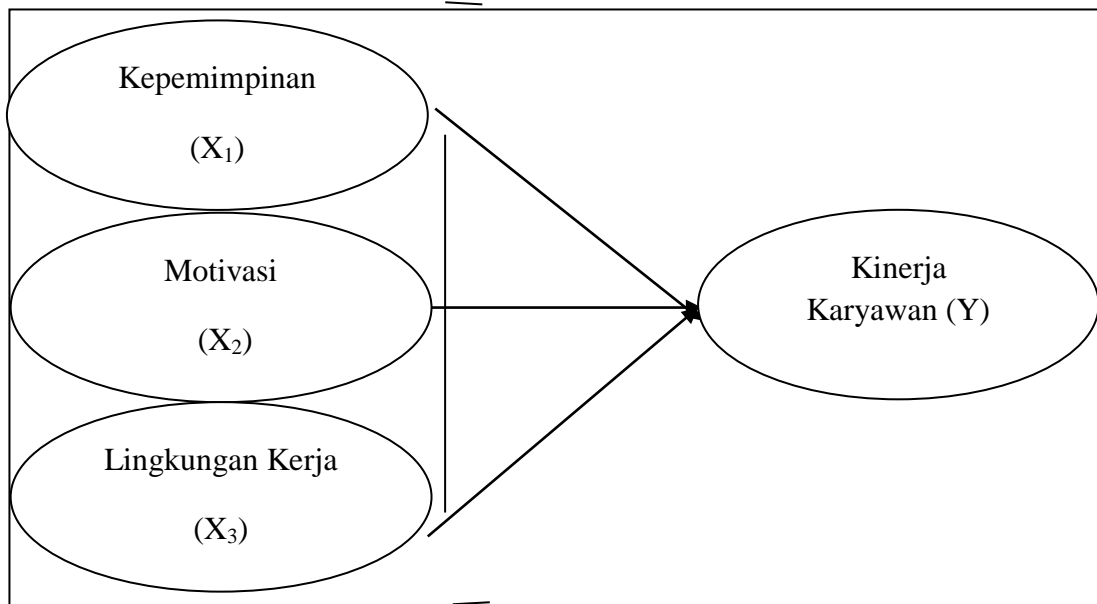 Kepemimpinan
(X₁)
Motivasi
(X₂)
Lingkungan Kerja
(X₃)
Kinerja
Karyawan (Y)